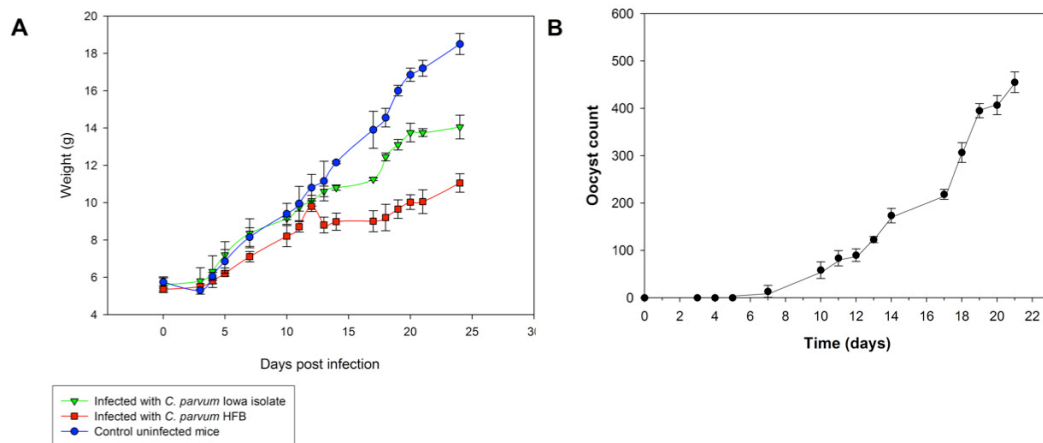 A
20
18
16
14
12
10
8
6
4
Weight (g)
0 5 10 15 20 25 30
Days post infection
Infected with C. parvum Iowa isolate
Infected with C. parvum HFB
Control uninfected mice
B
600
500
400
300
200
100
0
Oocyst count
0 2 4 6 8 10 12 14 16 18 20 22
Time (days)